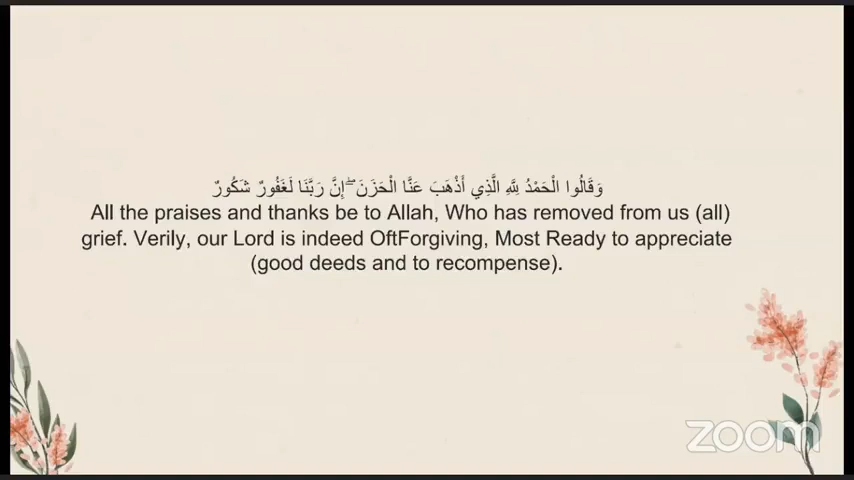 وَقَالُوا الْحَمْدُ لِلَّهِ الَّذِي أَذْهَبَ عَنَّا الْحَزَنَ ۖ إِنَّ رَبَّنَا لَغَفُورٌ شَكُورٌ
All the praises and thanks be to Allah, Who has removed from us (all)
grief. Verily, our Lord is indeed OftForgiving, Most Ready to appreciate
(good deeds and to recompense).
zoom